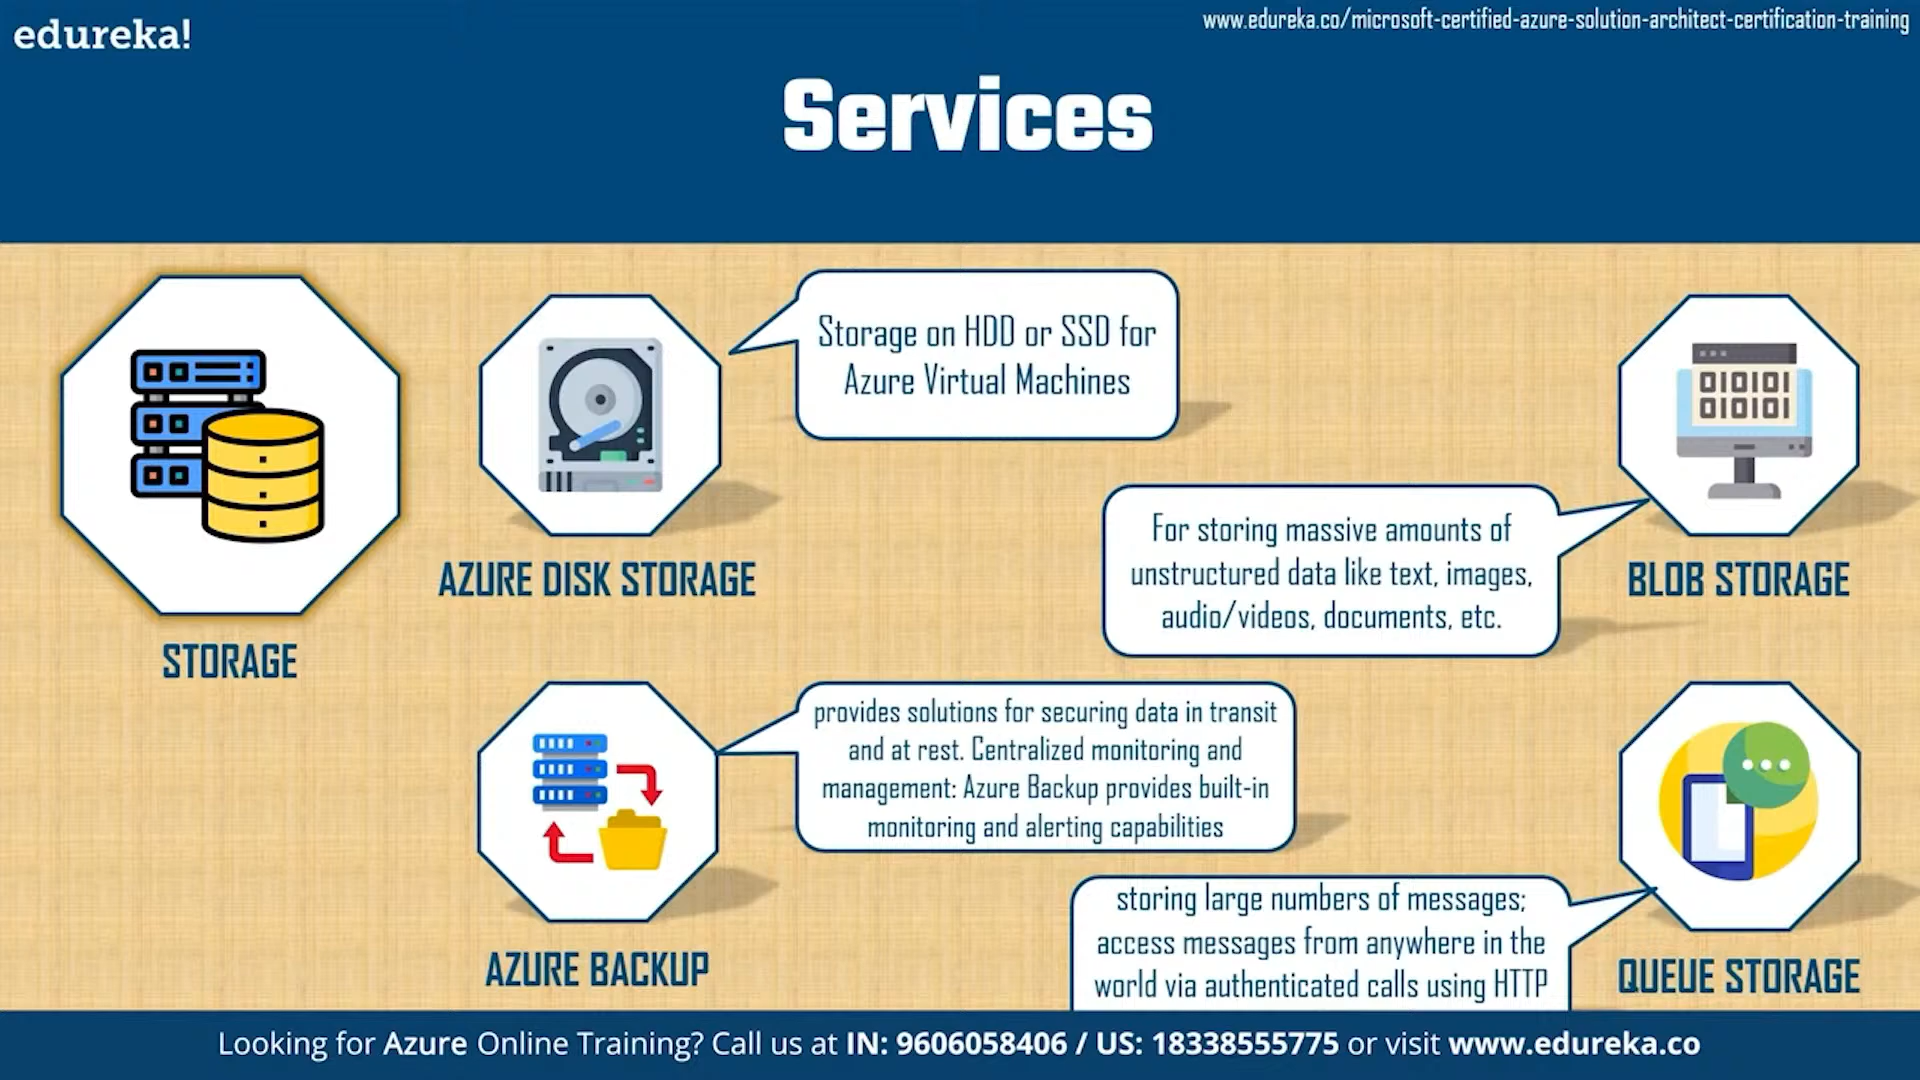 edureka!
www.edureka.co/microsoft-certified-azure-solution-architect-certification-training
Services
STORAGE
AZURE DISK STORAGE
Storage on HDD or SSD for
Azure Virtual Machines
BLOB STORAGE
010101
010101
For storing massive amounts of
unstructured data like text, images,
audio/videos, documents, etc.
AZURE BACKUP
provides solutions for securing data in transit
and at rest. Centralized monitoring and
management: Azure Backup provides built-in
monitoring and alerting capabilities
QUEUE STORAGE
storing large numbers of messages;
access messages from anywhere in the
world via authenticated calls using HTTP
Looking for Azure Online Training? Call us at IN: 9606058406 / US: 18338555775 or visit www.edureka.co